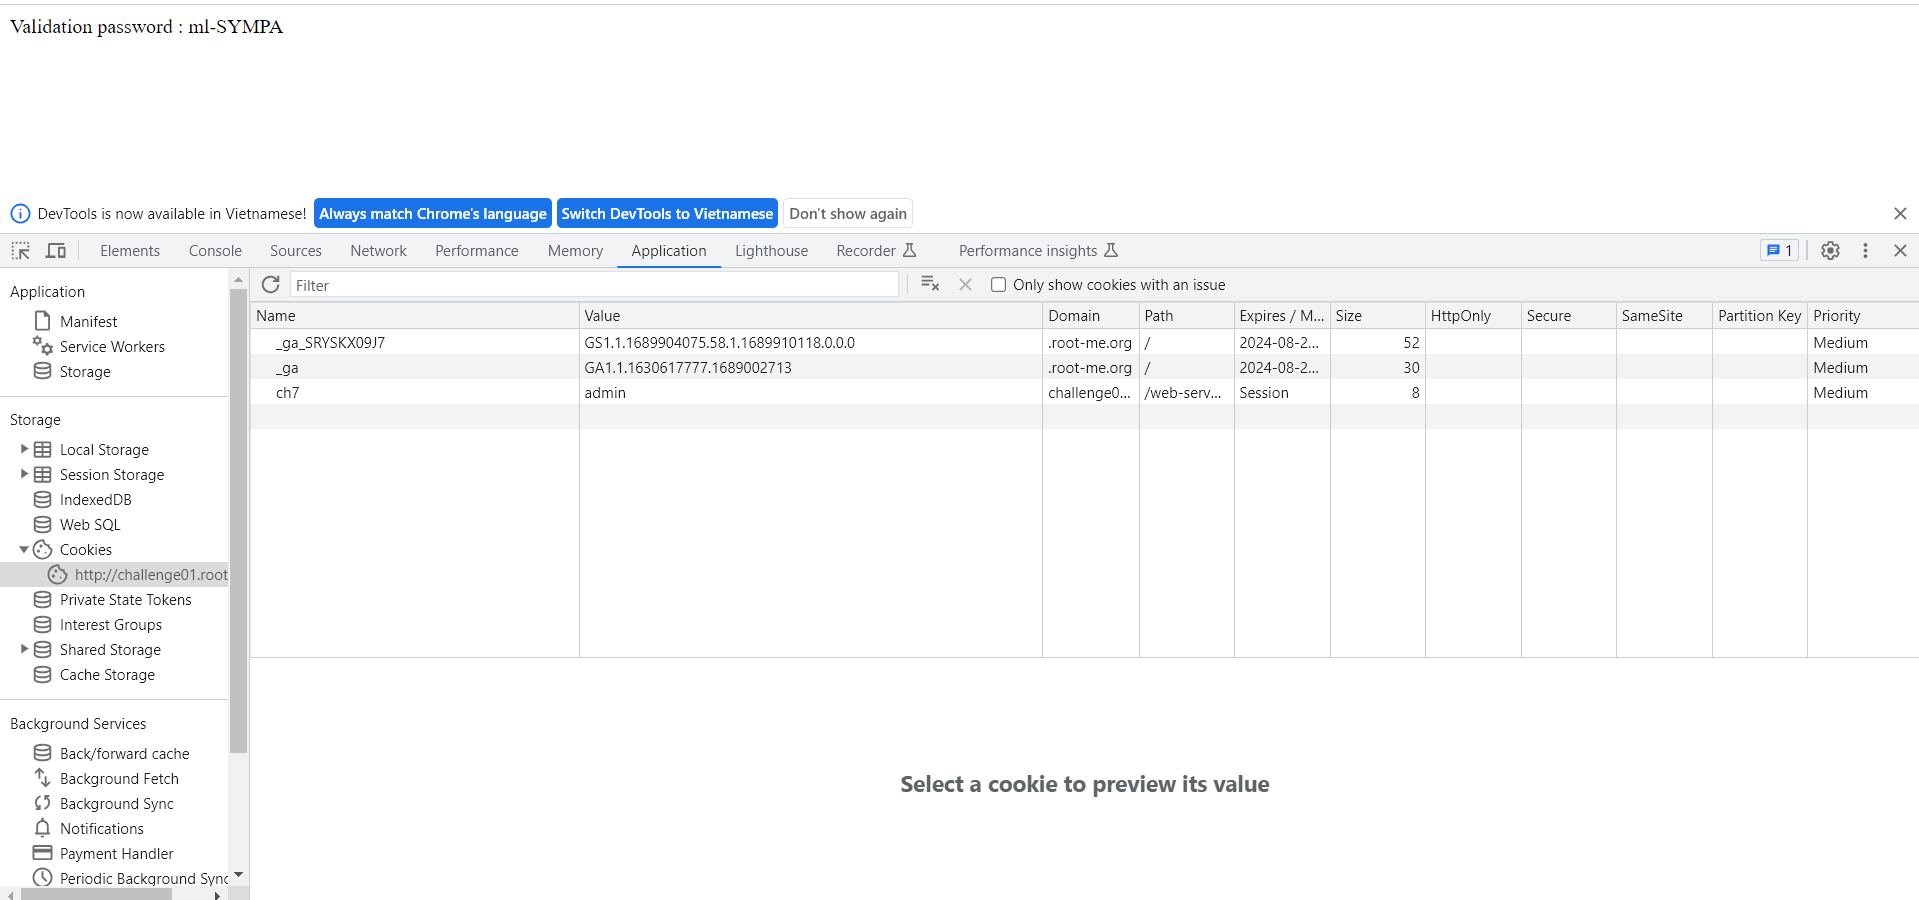 Validation password : ml-SYMPA
DevTools is now available in Vietnamese! Always match Chrome's language Switch DevTools to Vietnamese Don't show again
Elements Console Sources Network Performance Memory Application Lighthouse Recorder Performance insights 1
Application
Manifest
Service Workers
Storage
Storage
Local Storage
Session Storage
IndexedDB
Web SQL
Cookies
http://challenge01.root
Private State Tokens
Interest Groups
Shared Storage
Cache Storage
Background Services
Back/forward cache
Background Fetch
Background Sync
Notifications
Payment Handler
Periodic Background Sync
Filter Only show cookies with an issue
Name Value Domain Path Expires / M... Size HttpOnly Secure SameSite Partition Key Priority
_ga_SRYSKX09J7 GS1.1.1689904075.58.1.1689910118.0.0.0 .root-me.org / 2024-08-2... 52 Medium
_ga GA1.1.1630617777.1689002713 .root-me.org / 2024-08-2... 30 Medium
ch7 admin challenge0... /web-serv... Session 8 Medium
Select a cookie to preview its value